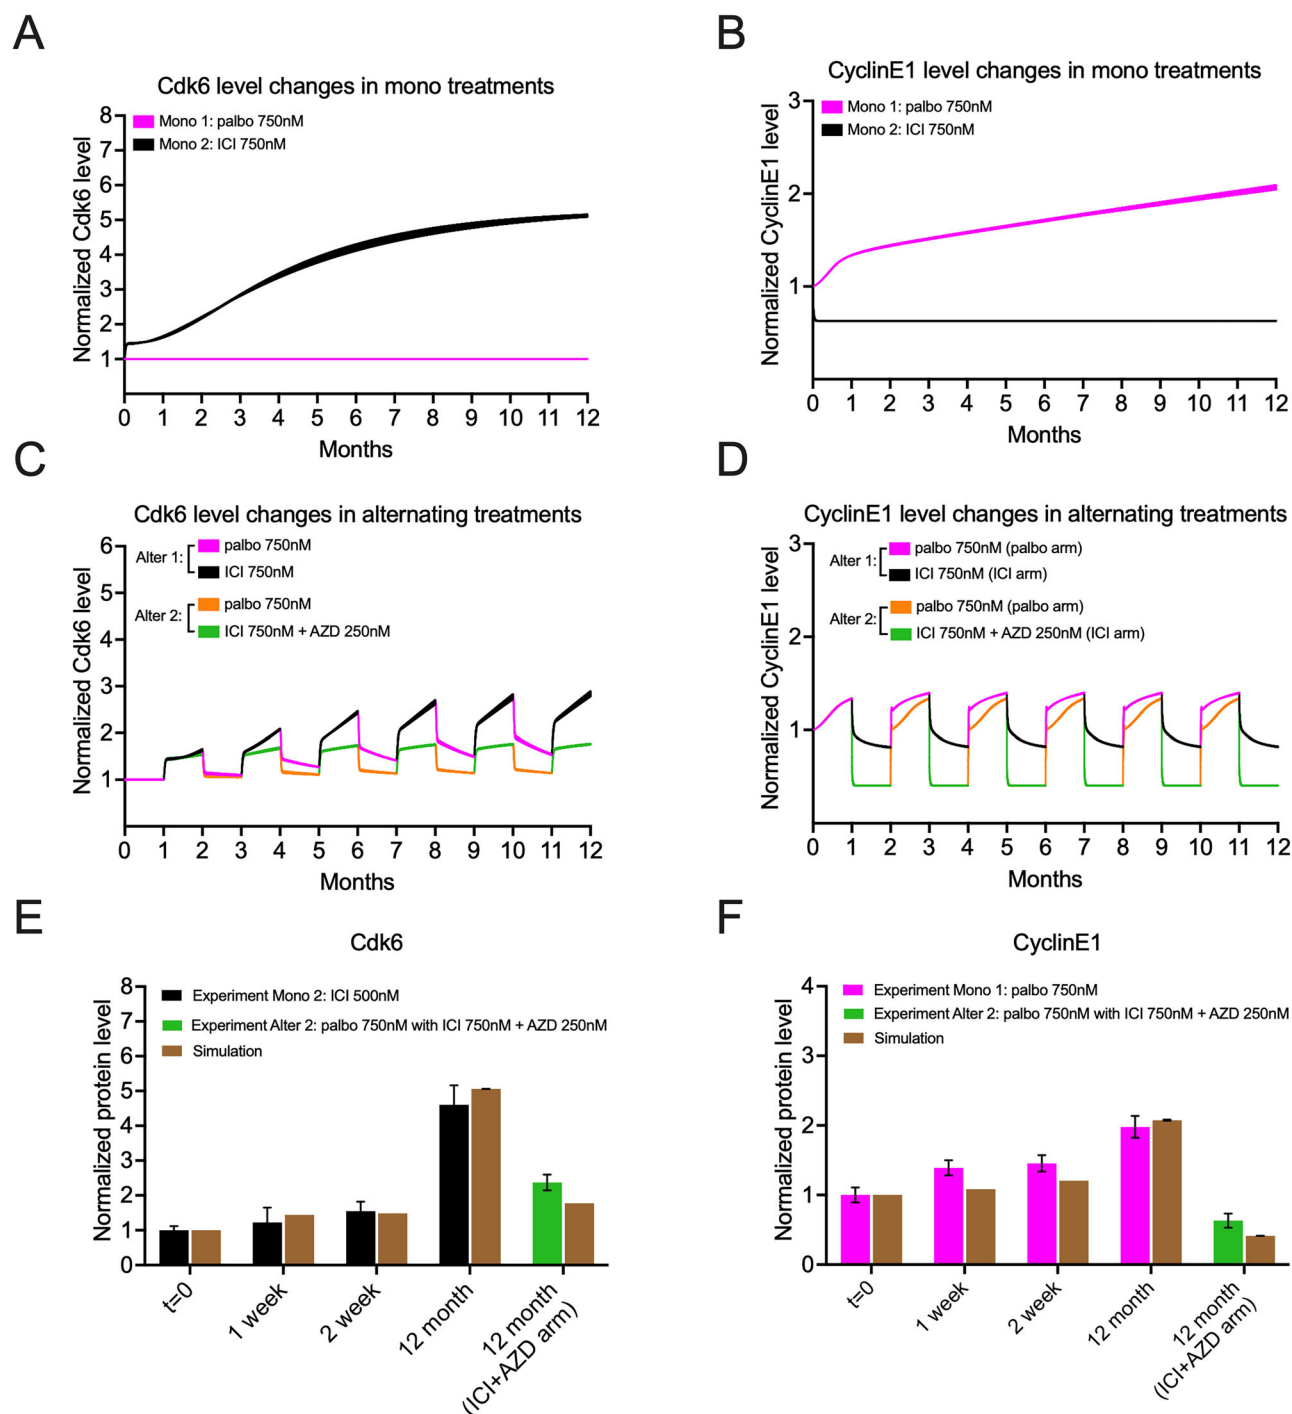 A
Cdk6 level changes in mono treatments
Mono 1: palbo 750nM
Mono 2: ICI 750nM
Normalized Cdk6 level
8
7
6
5
4
3
2
1
0 1 2 3 4 5 6 7 8 9 10 11 12
Months
B
CyclinE1 level changes in mono treatments
Mono 1: palbo 750nM
Mono 2: ICI 750nM
Normalized CyclinE1 level
3
2
1
0 1 2 3 4 5 6 7 8 9 10 11 12
Months
C
Cdk6 level changes in alternating treatments
Alter 1:
palbo 750nM
ICI 750nM
Alter 2:
palbo 750nM
ICI 750nM + AZD 250nM
Normalized Cdk6 level
6
5
4
3
2
1
0 1 2 3 4 5 6 7 8 9 10 11 12
Months
D
CyclinE1 level changes in alternating treatments
Alter 1:
palbo 750nM (palbo arm)
ICI 750nM (ICI arm)
Alter 2:
palbo 750nM (palbo arm)
ICI 750nM + AZD 250nM (ICI arm)
Normalized CyclinE1 level
3
2
1
0 1 2 3 4 5 6 7 8 9 10 11 12
Months
E
Cdk6
Experiment Mono 2: ICI 500nM
Experiment Alter 2: palbo 750nM with ICI 750nM + AZD 250nM
Simulation
Normalized protein level
8
7
6
5
4
3
2
1
0
t=0
1 week
2 week
12 month
12 month
(ICI+AZD arm)
F
CyclinE1
Experiment Mono 1: palbo 750nM
Experiment Alter 2: palbo 750nM with ICI 750nM + AZD 250nM
Simulation
Normalized protein level
4
3
2
1
0
t=0
1 week
2 week
12 month
12 month
(ICI+AZD arm)